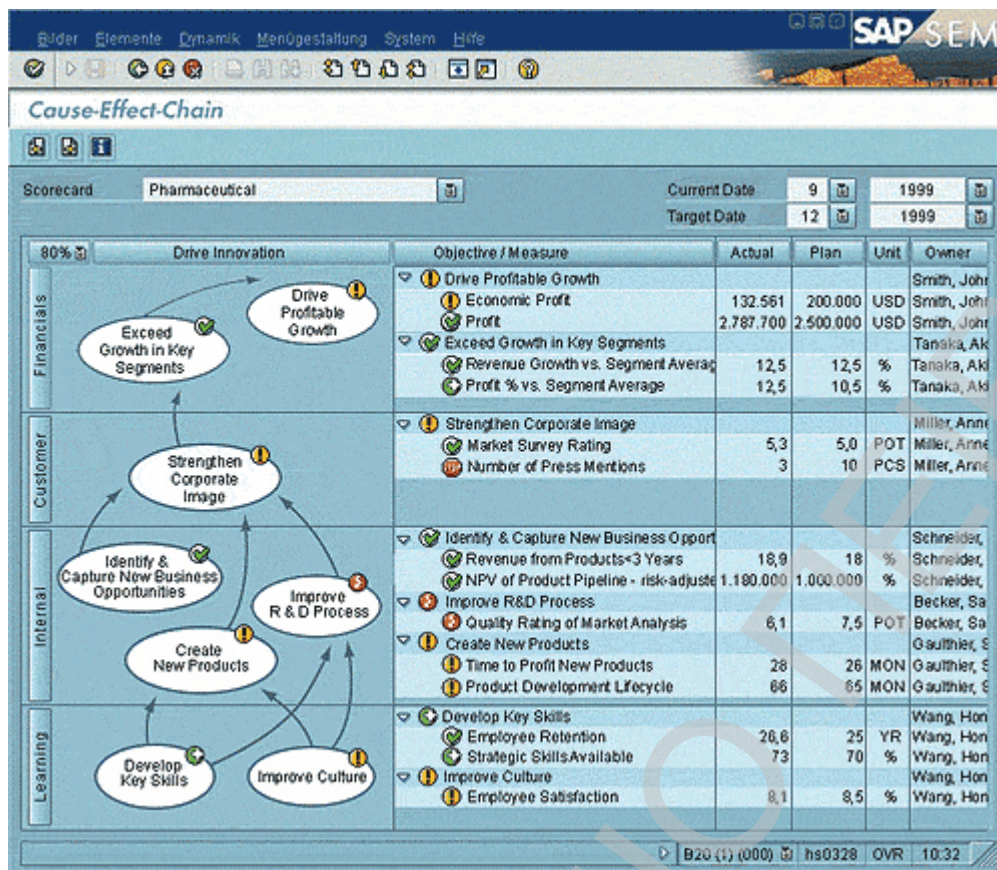 Bilder Elemente Dynamik Menügestaltung System Hilfe
SAP SEM
Cause-Effect-Chain
Scorecard Pharmaceutical Current Date 9 1999
Target Date 12 1999
80% Drive Innovation Objective / Measure Actual Plan Unit Owner
Financials
Drive Profitable Growth
Exceed Growth in Key Segments
Customer
Strengthen Corporate Image
Internal
Identify & Capture New Business Opportunities
Improve R & D Process
Create New Products
Learning
Develop Key Skills
Improve Culture
Drive Profitable Growth Smith, John
Economic Profit 132.561 200.000 USD Smith, John
Profit 2.787.700 2.500.000 USD Smith, John
Exceed Growth in Key Segments Tanaka, Aki
Revenue Growth vs. Segment Averag 12,5 12,5 % Tanaka, Aki
Profit % vs. Segment Average 12,5 10,5 % Tanaka, Aki
Strengthen Corporate Image Miller, Anne
Market Survey Rating 5,3 5,0 POT Miller, Anne
Number of Press Mentions 3 10 PCS Miller, Anne
Identify & Capture New Business Opport Schneider,
Revenue from Products<3 Years 18,9 18 % Schneider,
NPV of Product Pipeline - risk-adjuste 1.180.000 1.000.000 % Schneider,
Improve R&D Process Becker, Sa
Quality Rating of Market Analysis 6,1 7,5 POT Becker, Sa
Create New Products Gaulthier, S
Time to Profit New Products 28 26 MON Gaulthier, S
Product Development Lifecycle 66 65 MON Gaulthier, S
Develop Key Skills Wang, Hon
Employee Retention 26,6 25 YR Wang, Hon
Strategic Skills Available 73 70 % Wang, Hon
Improve Culture Wang, Hon
Employee Satisfaction 8,1 8,5 % Wang, Hon
B20 (1) (000) hs0328 OVR 10:32